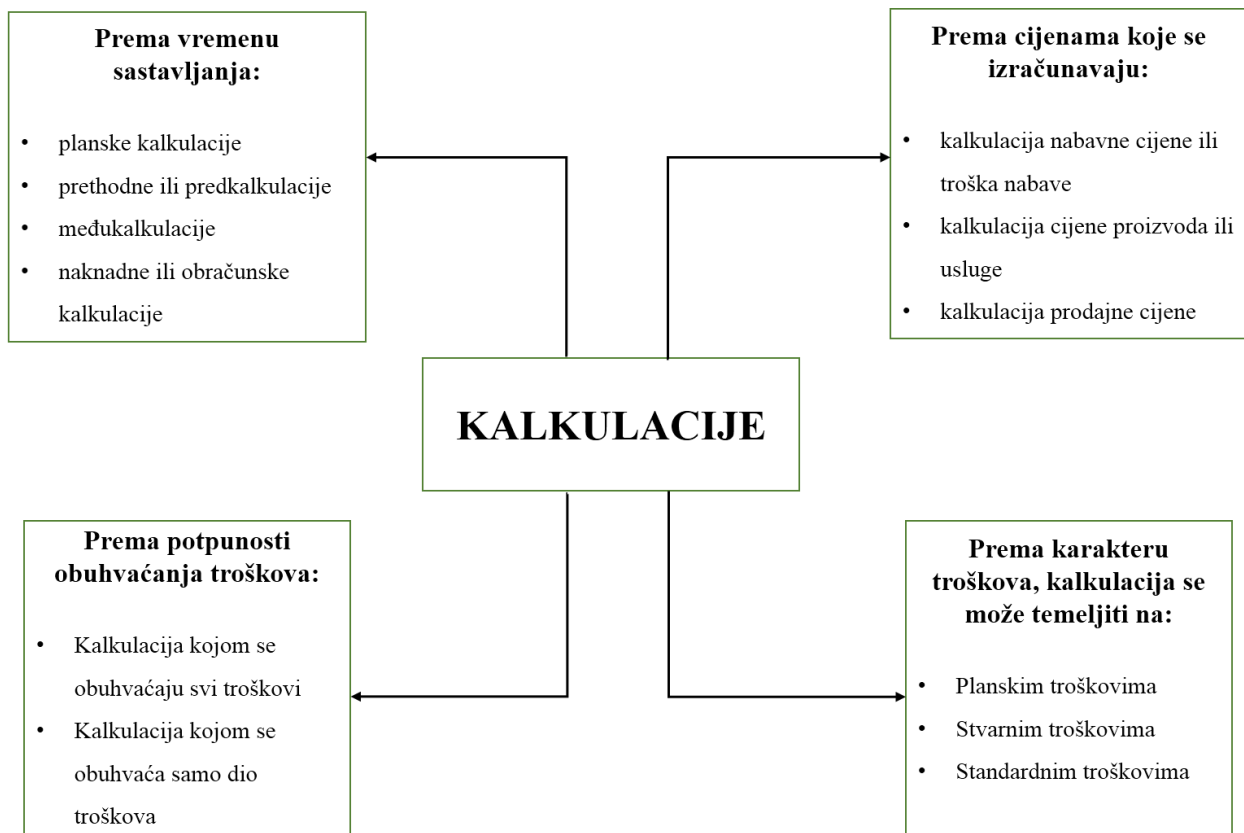 Prema vremenu
sastavljanja:
• planske kalkulacije
• prethodne ili predkalkulacije
• međukalkulacije
• naknadne ili obračunske
kalkulacije
Prema cijenama koje se
izračunavaju:
• kalkulacija nabavne cijene ili
troška nabave
• kalkulacija cijene proizvoda ili
usluge
• kalkulacija prodajne cijene
KALKULACIJE
Prema potpunosti
obuhvaćanja troškova:
• Kalkulacija kojom se
obuhvaćaju svi troškovi
• Kalkulacija kojom se
obuhvaća samo dio
troškova
Prema karakteru
troškova, kalkulacija se
može temeljiti na:
• Planskim troškovima
• Stvarnim troškovima
• Standardnim troškovima